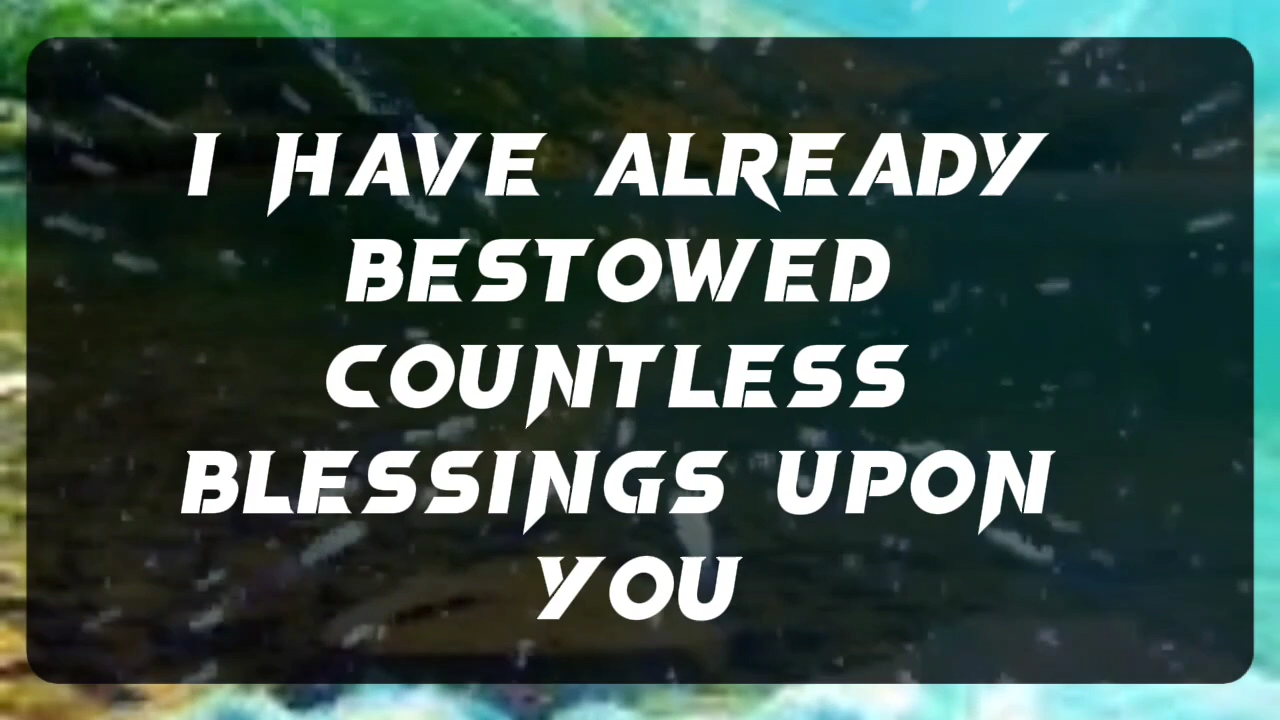 I HAVE ALREADY
BESTOWED
COUNTLESS
BLESSINGS UPON
YOU